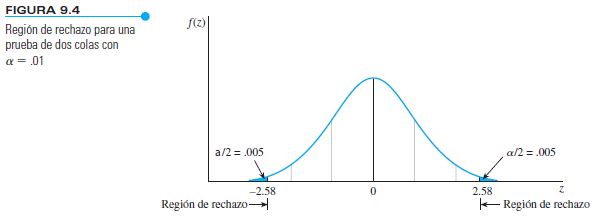 FIGURA 9.4
Región de rechazo para una
prueba de dos colas con
α = .01
f(z)
a/2 = .005
α/2 = .005
–2.58
0
2.58
z
Región de rechazo
Región de rechazo